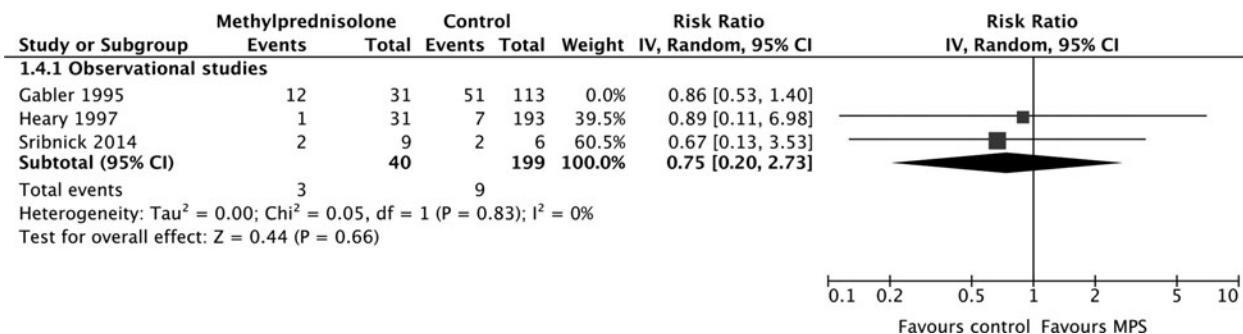 Methylprednisolone Control Risk Ratio Risk Ratio
Study or Subgroup Events Total Events Total Weight IV, Random, 95% CI IV, Random, 95% CI
1.4.1 Observational studies
Gabler 1995 12 31 51 113 0.0% 0.86 [0.53, 1.40]
Heary 1997 1 31 7 193 39.5% 0.89 [0.11, 6.98]
Sribnick 2014 2 9 2 6 60.5% 0.67 [0.13, 3.53]
Subtotal (95% CI) 40 199 100.0% 0.75 [0.20, 2.73]
Total events 3 9
Heterogeneity: Tau² = 0.00; Chi² = 0.05, df = 1 (P = 0.83); I² = 0%
Test for overall effect: Z = 0.44 (P = 0.66)
0.1 0.2 0.5 1 2 5 10
Favours control Favours MPS